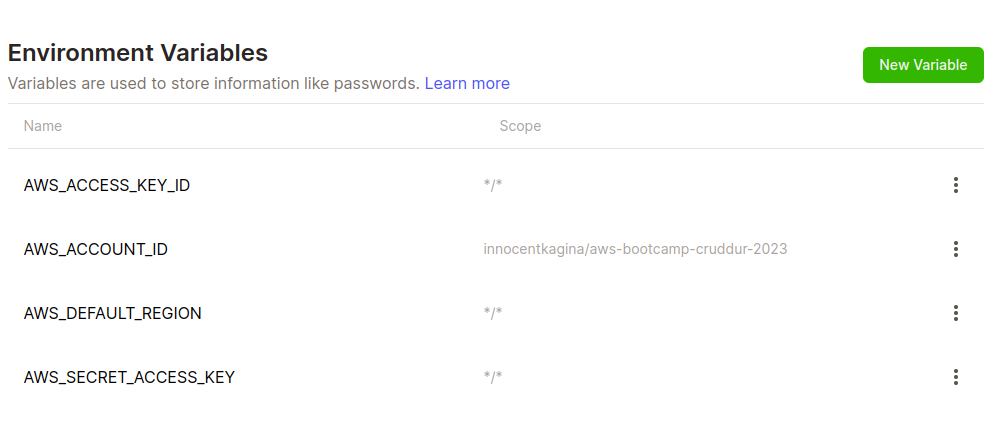 Environment Variables
Variables are used to store information like passwords. Learn more
New Variable
Name Scope
AWS_ACCESS_KEY_ID */*
AWS_ACCOUNT_ID innocentkagina/aws-bootcamp-cruddur-2023
AWS_DEFAULT_REGION */*
AWS_SECRET_ACCESS_KEY */*